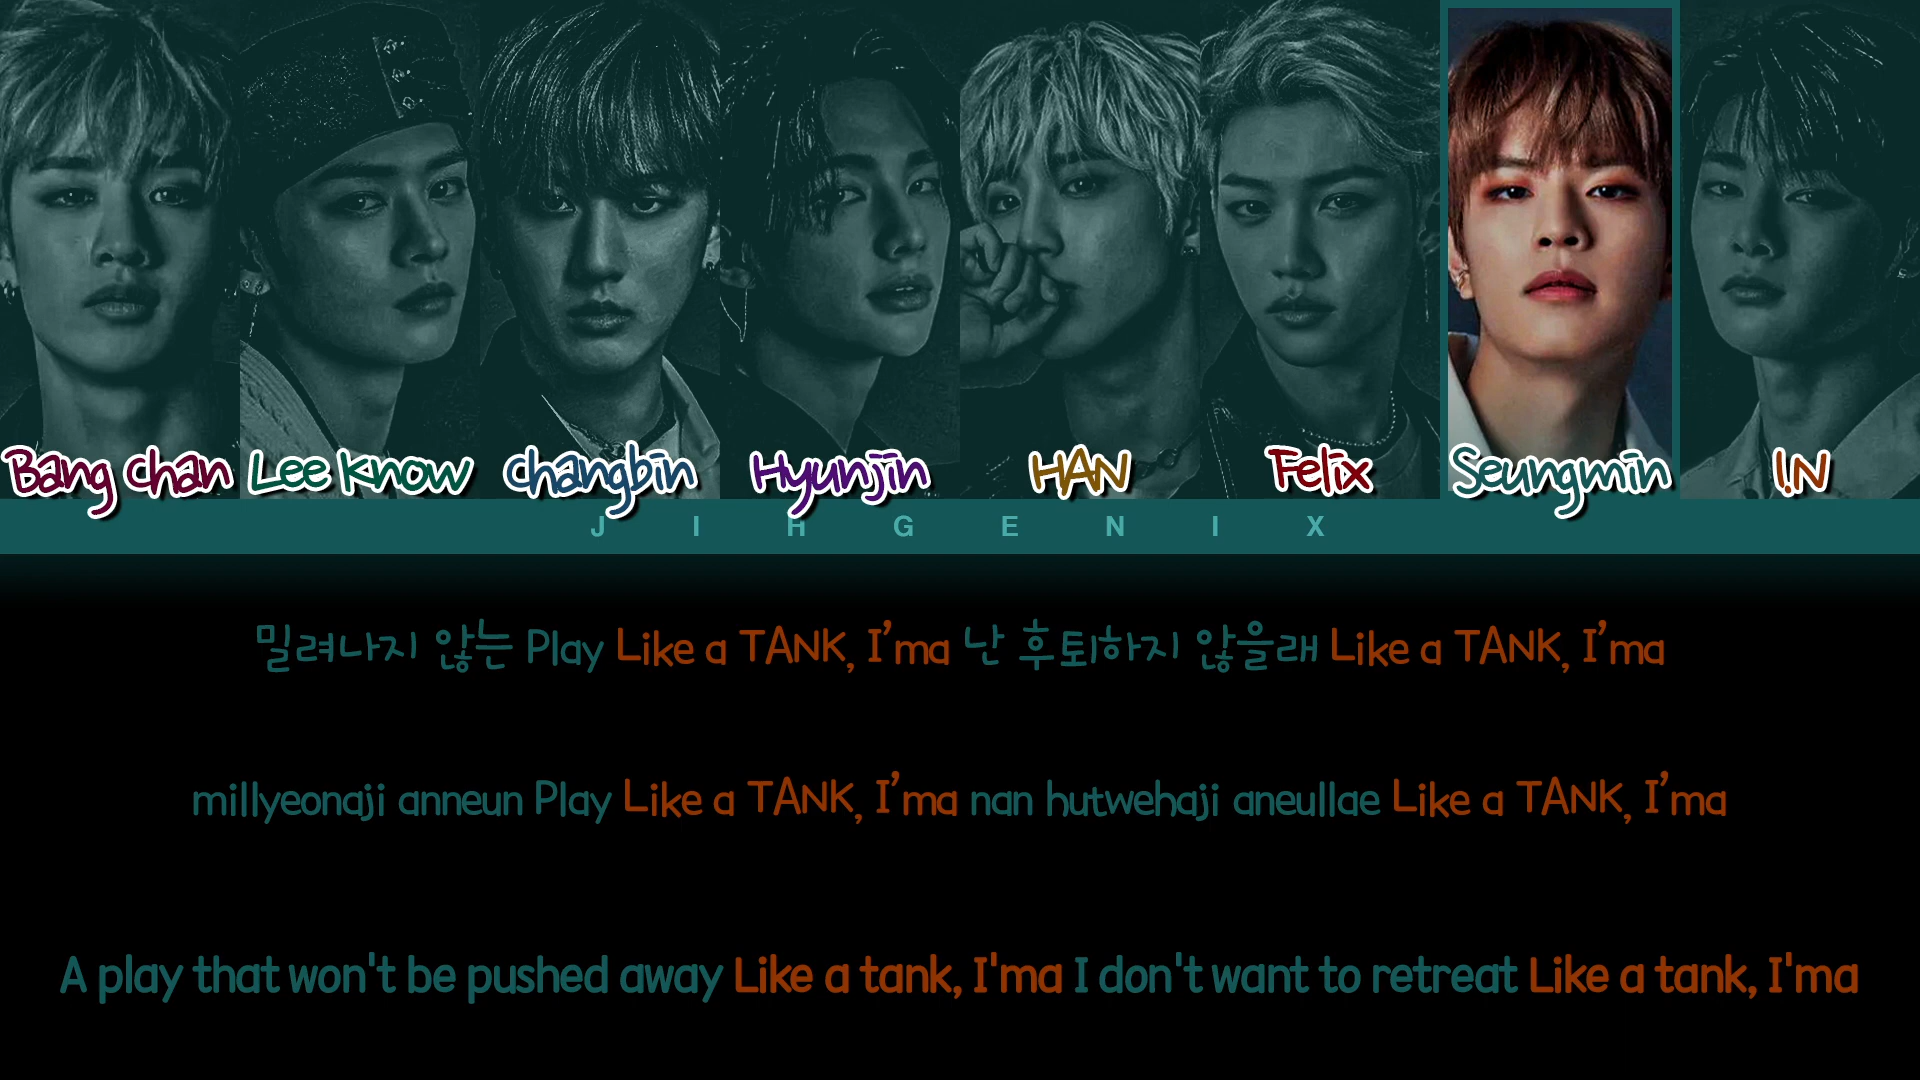 Bang Chan Lee Know Changbin Hyunjin HAN Felix Seungmin I.N
JIHGENIX
밀려나지 않는 Play Like a TANK, I’ma 난 후퇴하지 않을래 Like a TANK, I’ma
millyeonaji anneun Play Like a TANK, I’ma nan hutwehaji aneullae Like a TANK, I’ma
A play that won't be pushed away Like a tank, I'ma I don't want to retreat Like a tank, I'ma